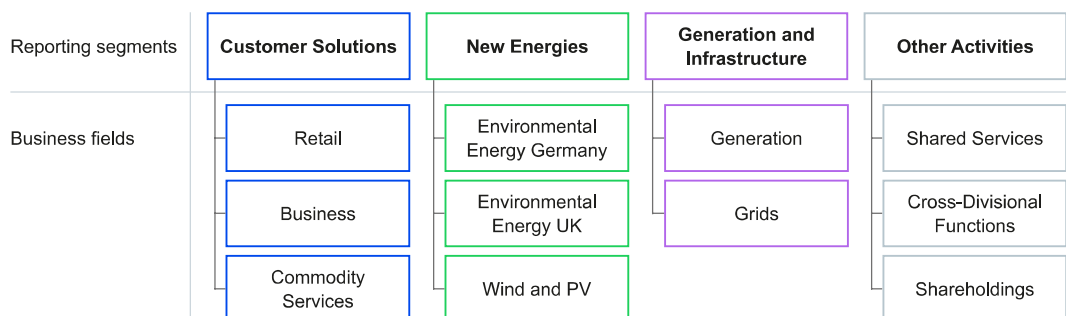 Reporting segments
Customer Solutions
New Energies
Generation and
Infrastructure
Other Activities
Business fields
Retail
Environmental
Energy Germany
Generation
Shared Services
Business
Environmental
Energy UK
Grids
Cross-Divisional
Functions
Commodity
Services
Wind and PV
Shareholdings